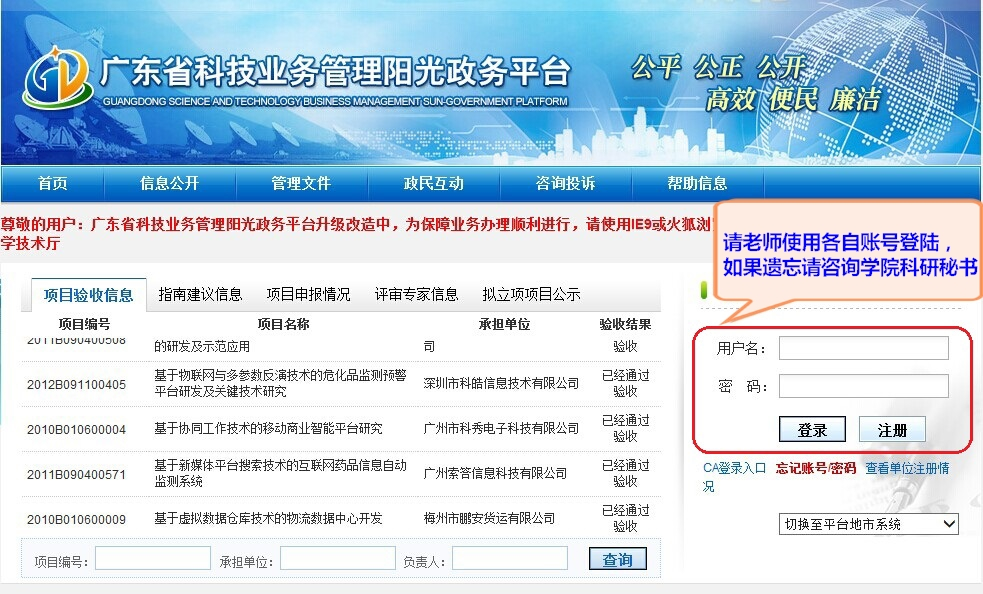 广东省科技业务管理阳光政务平台
GUANGDONG SCIENCE AND TECHNOLOGY BUSINESS MANAGEMENT SUN-GOVERNMENT PLATFORM
公平 公正 公开
高效 便民 廉洁
首页 信息公开 管理文件 政民互动 咨询投诉 帮助信息
尊敬的用户：广东省科技业务管理阳光政务平台升级改造中，为保障业务办理顺利进行，请使用IE9或火狐浏
学技术厅
请老师使用各自账号登陆，
如果遗忘请咨询学院科研秘书
项目验收信息 指南建议信息 项目申报情况 评审专家信息 拟立项项目公示
项目编号 项目名称 承担单位 验收结果
2011B090400508 的研发及示范应用 司 验收
2012B091100405 基于物联网与多参数反演技术的危化品监测预警 深圳市科皓信息技术有限公司 已经通过
平台研发及关键技术研究 验收
2010B010600004 基于协同工作技术的移动商业智能平台研究 广州市科秀电子科技有限公司 已经通过
验收
2011B090400571 基于新媒体平台搜索技术的互联网药品信息自动 广州索答信息科技有限公司 已经通过
监测系统 验收
2010B010600009 基于虚拟数据仓库技术的物流数据中心开发 梅州市鹏安货运有限公司 已经通过
验收
项目编号： 承担单位： 负责人： 查询
用户名：
密 码：
登录 注册
CA登录入口 忘记账号/密码 查看单位注册情
况
切换至平台地市系统